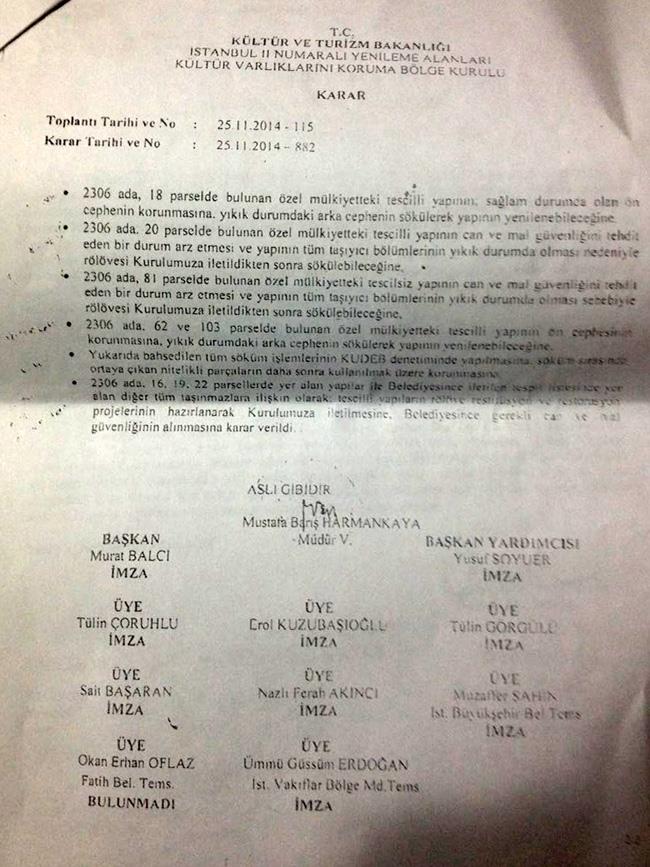 T.C.
KÜLTÜR VE TURİZM BAKANLIĞI
İSTANBUL II NUMARALI YENİLEME ALANLARI
KÜLTÜR VARLIKLARINI KORUMA BÖLGE KURULU
KARAR
Toplantı Tarihi ve No : 25.11.2014 - 115
Karar Tarihi ve No : 25.11.2014 – 882
• 2306 ada, 18 parselde bulunan özel mülkiyetteki tescilli yapının, sağlam durumca olan ön
cephenin korunmasına, yıkık durumdaki arka cephenin sökülerek yapının yenilenebileceğine,
• 2306 ada. 20 parselde bulunan özel mülkiyetteki tescilli yapının can ve mal güvenliğini tehdit
eden bir durum arz etmesi ve yapının tüm taşıyıcı bölümlerinin yıkık durumda olması nedeniyle
rölövesi Kurulumuza iletildikten sonra sökülebileceğine,
• 2306 ada, 81 parselde bulunan özel mülkiyetteki tescilsiz yapının can ve mal güvenliğini tehdit
eden bir durum arz etmesi ve yapının tüm taşıyıcı bölümlerinin yıkık durumda olması sebebiyle
rölövesi Kurulumuza iletildikten sonra sökülebileceğine,
• 2306 ada, 62 ve 103 parselde bulunan özel mülkiyetteki tescilli yapının ön cephesinin
korunmasına, yıkık durumdaki arka cephenin sökülerek yapının yenilenebileceğine,
• Yukarıda bahsedilen tüm söküm işlemlerinin KUDEB denetiminde yapılmasına, söküm sırasında
ortaya çıkan nitelikli parçaların daha sonra kullanılmak üzere korunmasına,
• 2306 ada, 16, 19, 22 parsellerde yer alan yapılar ile Belediyesince iletilen tespit listesinde yer
alan diğer tüm taşınmazlara ilişkin olarak; tescilli yapıların rölöve restitüsyon ve restorasyon
projelerinin hazırlanarak Kurulumuza iletilmesine, Belediyesince gerekli can ve mal
güvenliğinin alınmasına karar verildi.
ASLI GİBİDİR
Mustafa Barış HARMANKAYA
Müdür V.
BAŞKAN
Murat BALCI
İMZA
BAŞKAN YARDIMCISI
Yusuf SOYUER
İMZA
ÜYE
Tülin ÇORUHLU
İMZA
ÜYE
Erol KUZUBAŞIOĞLU
İMZA
ÜYE
Tülin GÖRGÜLÜ
İMZA
ÜYE
Sait BAŞARAN
İMZA
ÜYE
Nazlı Ferah AKINCI
İMZA
ÜYE
Muzaffer ŞAHİN
İst. Büyükşehir Bel Tems
İMZA
ÜYE
Okan Erhan OFLAZ
Fatih Bel. Tems.
BULUNMADI
ÜYE
Ümmü Güssüm ERDOĞAN
İst. Vakıflar Bölge Md.Tems
İMZA